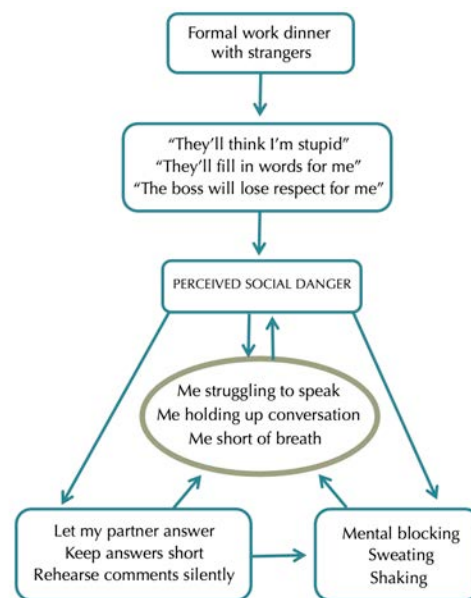 Formal work dinner
with strangers
“They’ll think I’m stupid”
“They’ll fill in words for me”
“The boss will lose respect for me”
PERCEIVED SOCIAL DANGER
Me struggling to speak
Me holding up conversation
Me short of breath
Let my partner answer
Keep answers short
Rehearse comments silently
Mental blocking
Sweating
Shaking